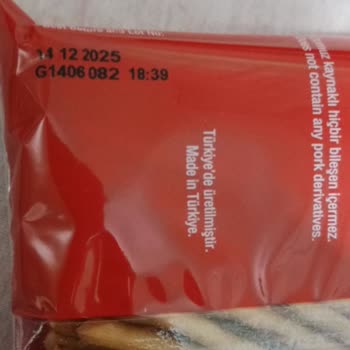 14 12 2025
G1406 082 18:39
Türkiye'de üretilmiştir.
Made in Türkiye.
kaynaklı hiçbir bileşen içermez.
not contain any pork derivatives.